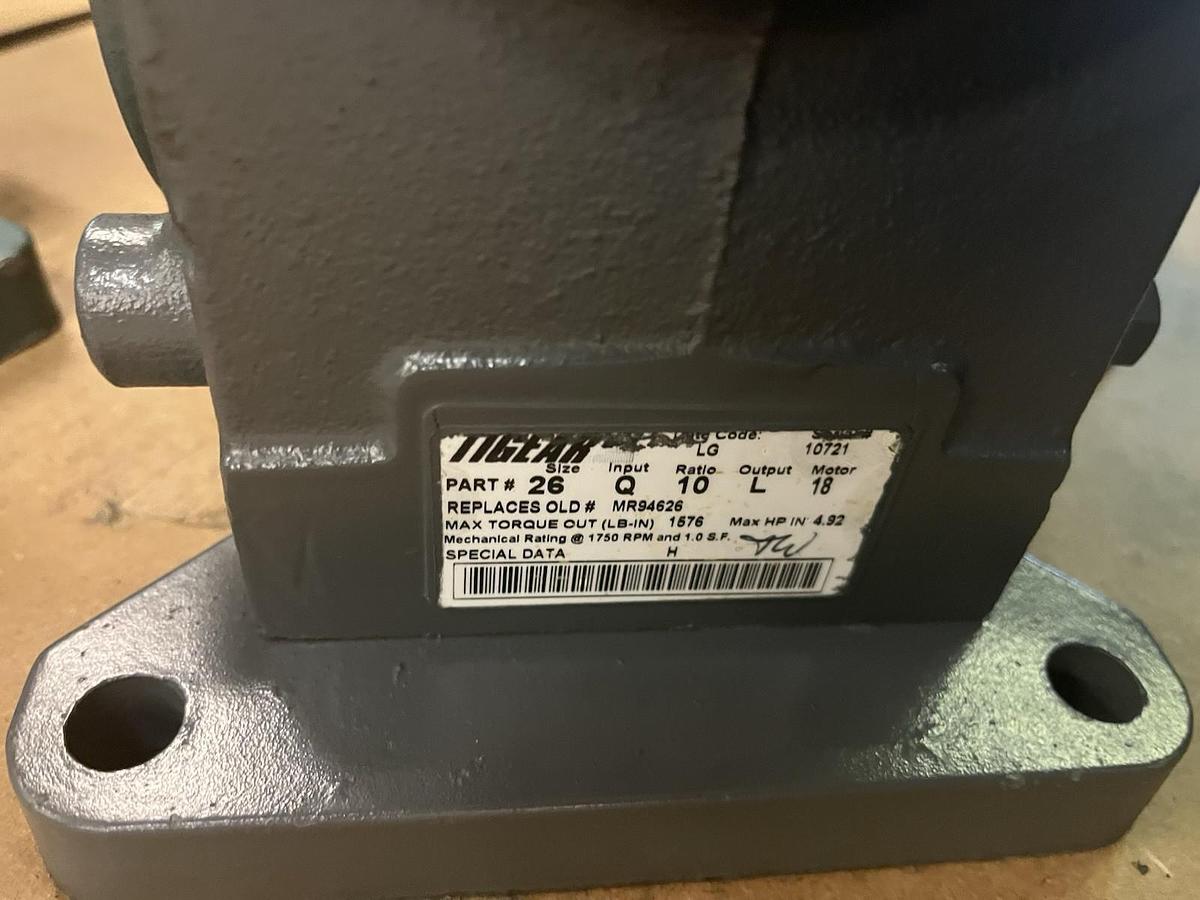 TIGEAR Code:
LG 10721
Size Input Ratio Output Motor
PART # 26 Q 10 L 18
REPLACES OLD # MR94626
MAX TORQUE OUT (LB-IN) 1576 Max HP IN 4.92
Mechanical Rating @ 1750 RPM and 1.0 S.F.
SPECIAL DATA H